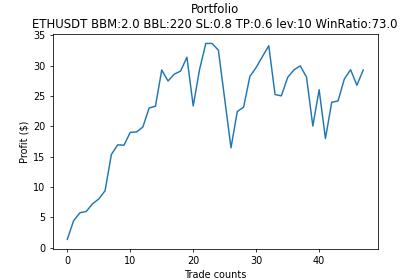 Portfolio
ETHUSDT BBM:2.0 BBL:220 SL:0.8 TP:0.6 lev:10 WinRatio:73.0
35
30
25
20
15
10
5
0
Profit ($)
0 10 20 30 40
Trade counts